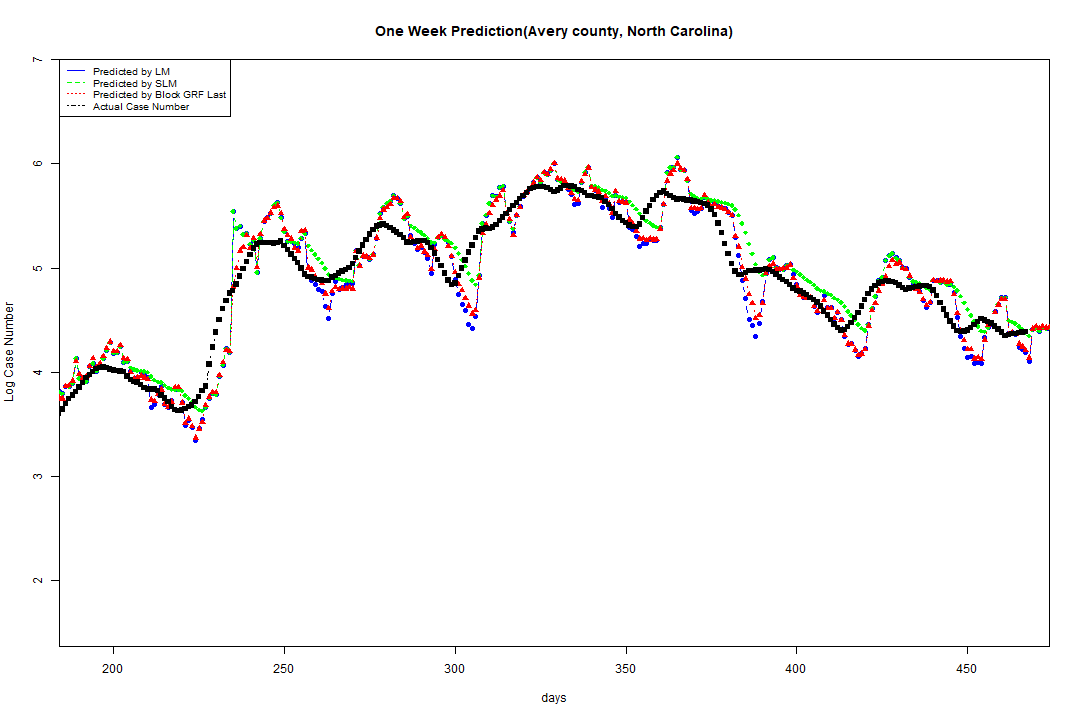 One Week Prediction(Avery county, North Carolina)
Predicted by LM
Predicted by SLM
Predicted by Block GRF Last
Actual Case Number
Log Case Number
7
6
5
4
3
2
200 250 300 350 400 450
days